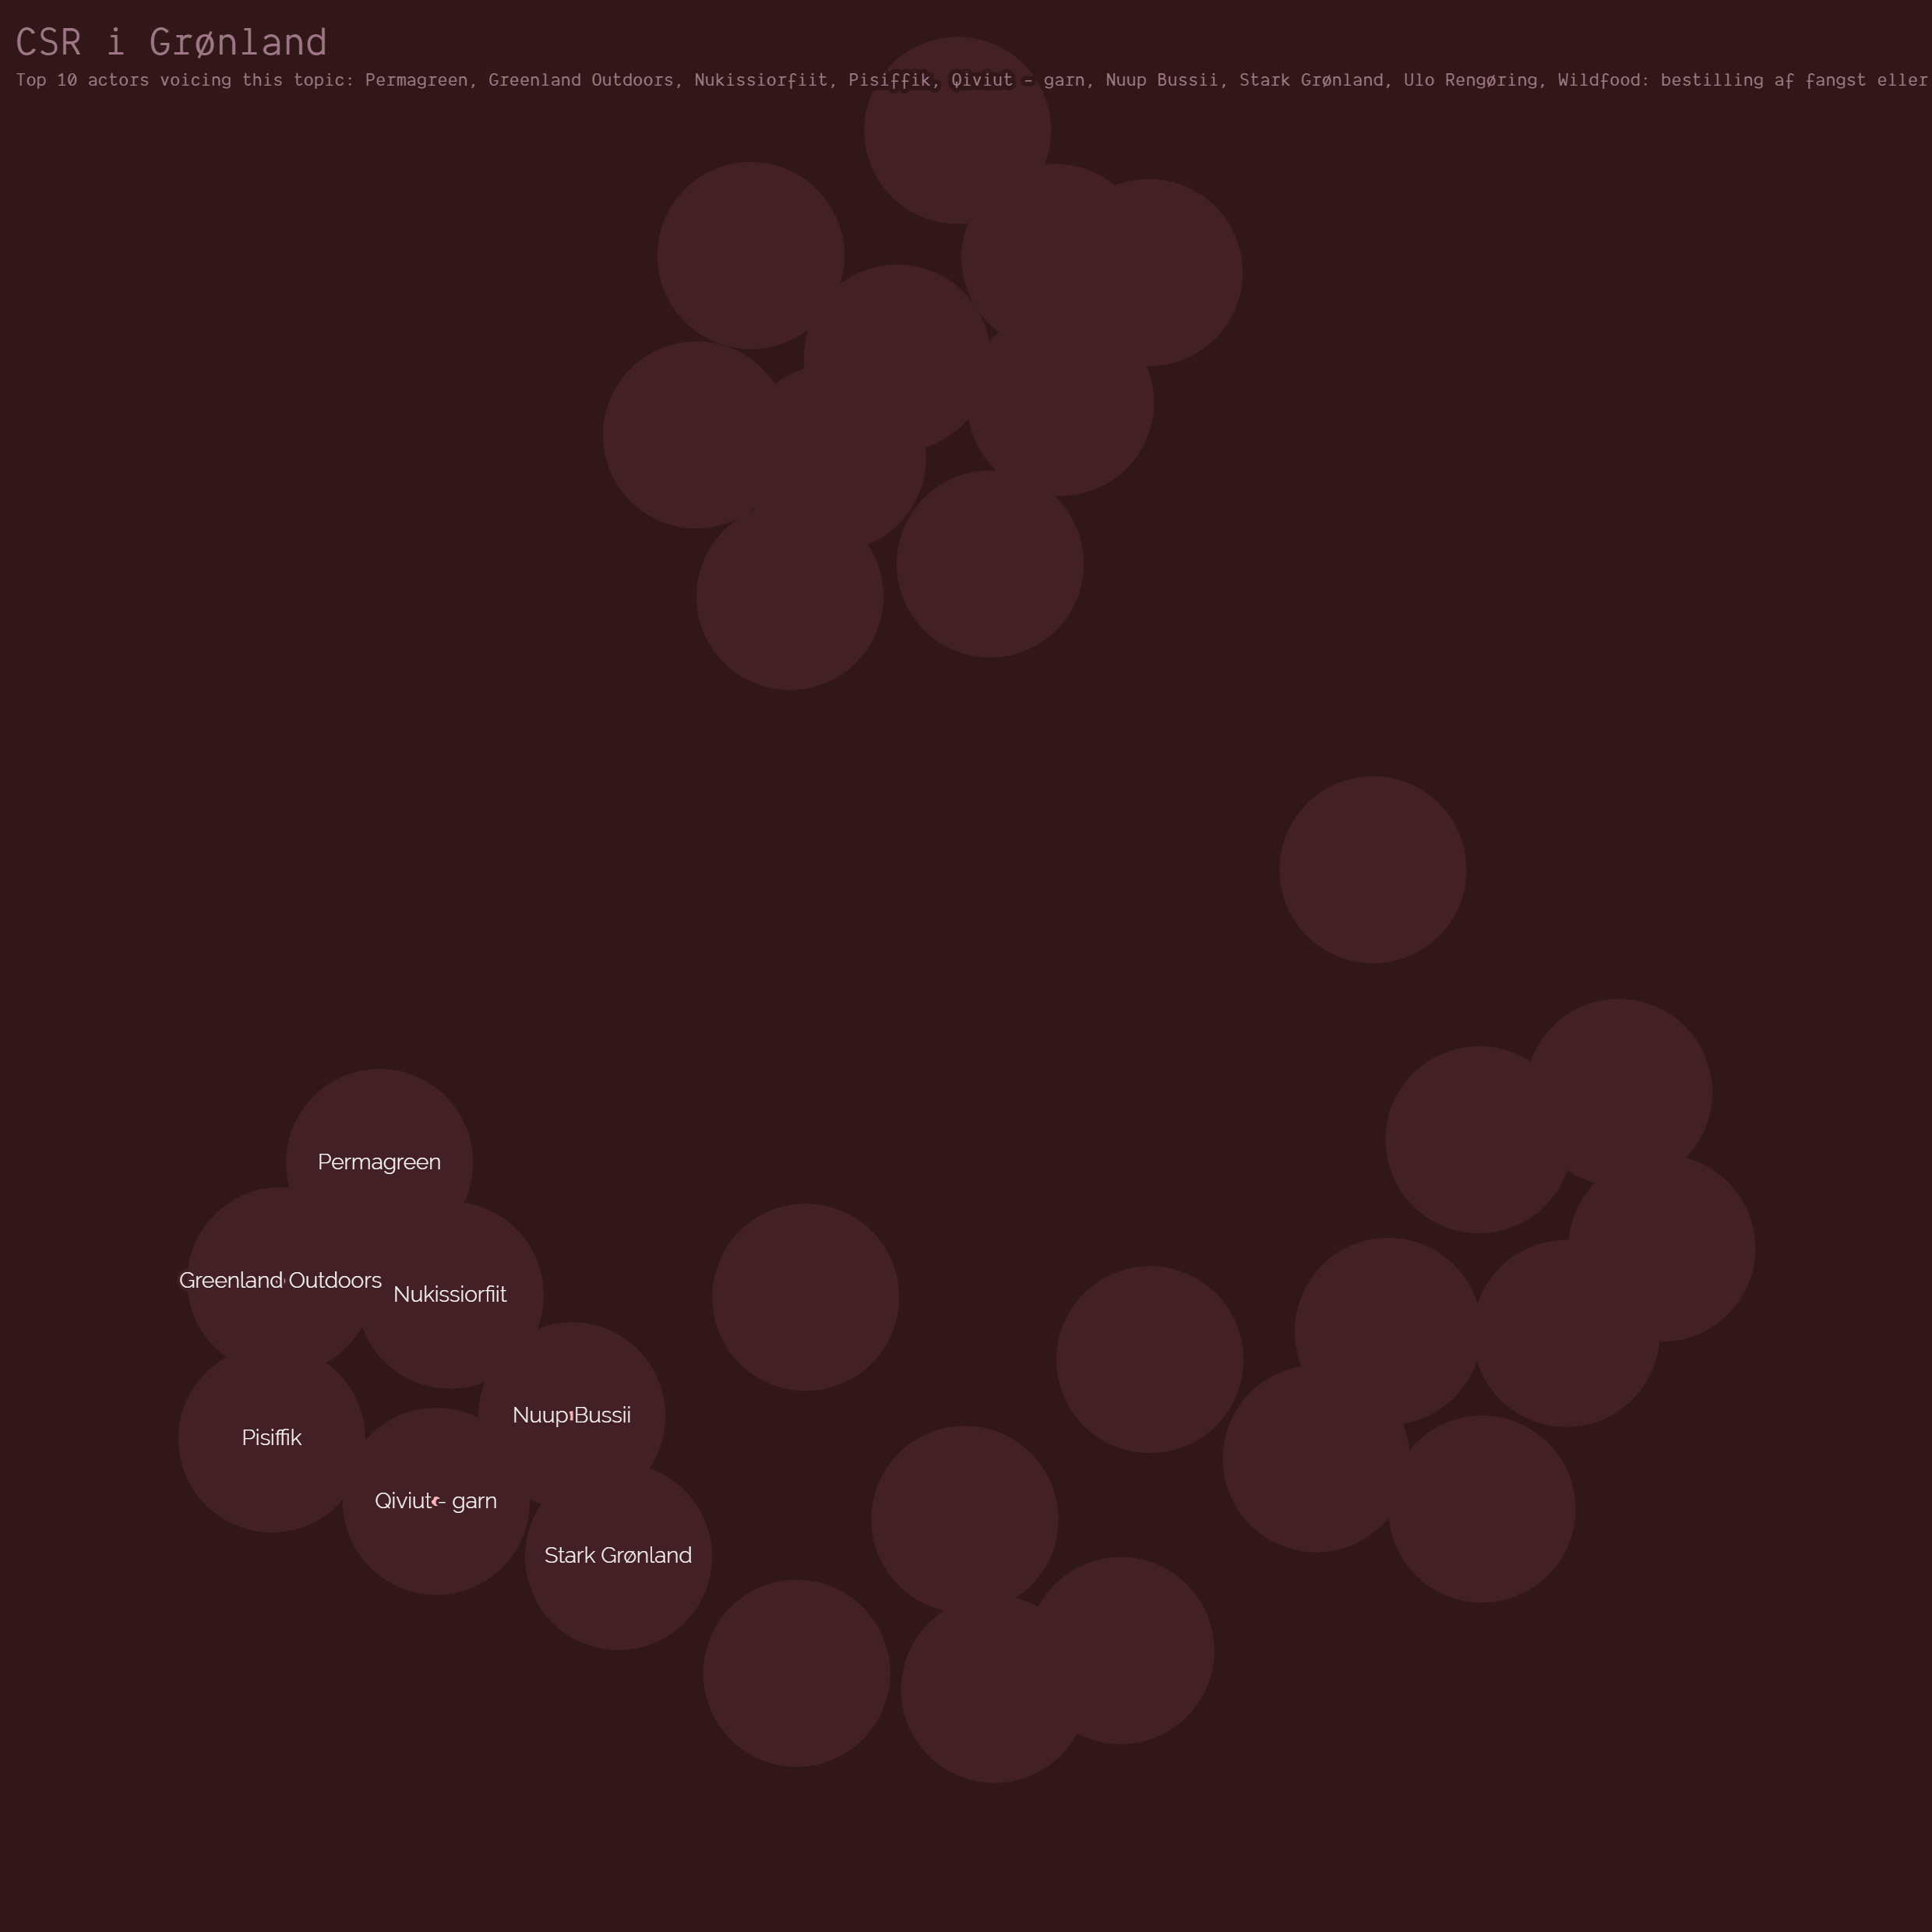 CSR i Grønland
Top 10 actors voicing this topic: Permagreen, Greenland Outdoors, Nukissiorfiit, Pisiffik, Qiviut - garn, Nuup Bussii, Stark Grønland, Ulo Rengøring, Wildfood: bestilling af fangst eller
Permagreen
Greenland Outdoors
Nukissiorfiit
Nuup Bussii
Pisiffik
Qiviut - garn
Stark Grønland